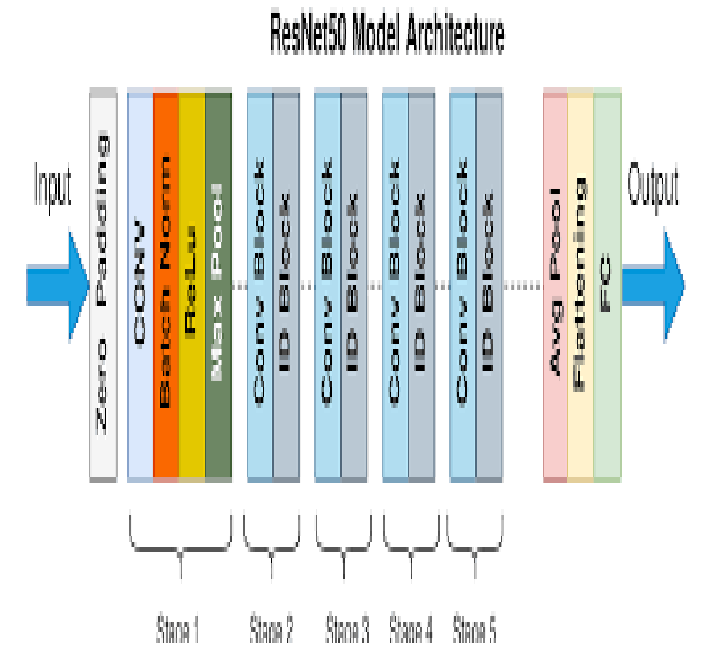 ResNet50 Model Architecture
Input
Zero Padding
CONV
Batch Norm
ReLu
Max Pool
Conv Block
ID Block
Conv Block
ID Block
Conv Block
ID Block
Conv Block
ID Block
Avg Pool
Flattening
FC
Output
Stage 1
Stage 2
Stage 3
Stage 4
Stage 5